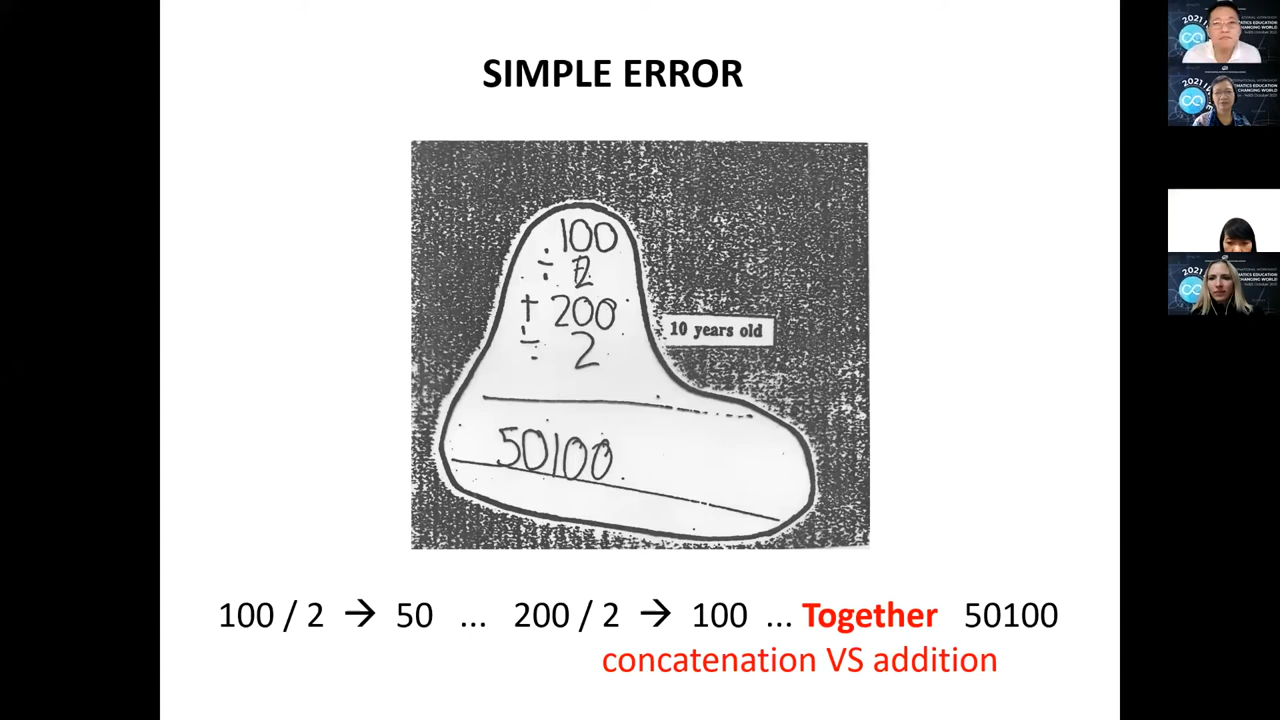 SIMPLE ERROR
100
÷ 2
+ 200
÷ 2
10 years old
50100
100 / 2 → 50 ... 200 / 2 → 100 ... Together 50100
concatenation VS addition